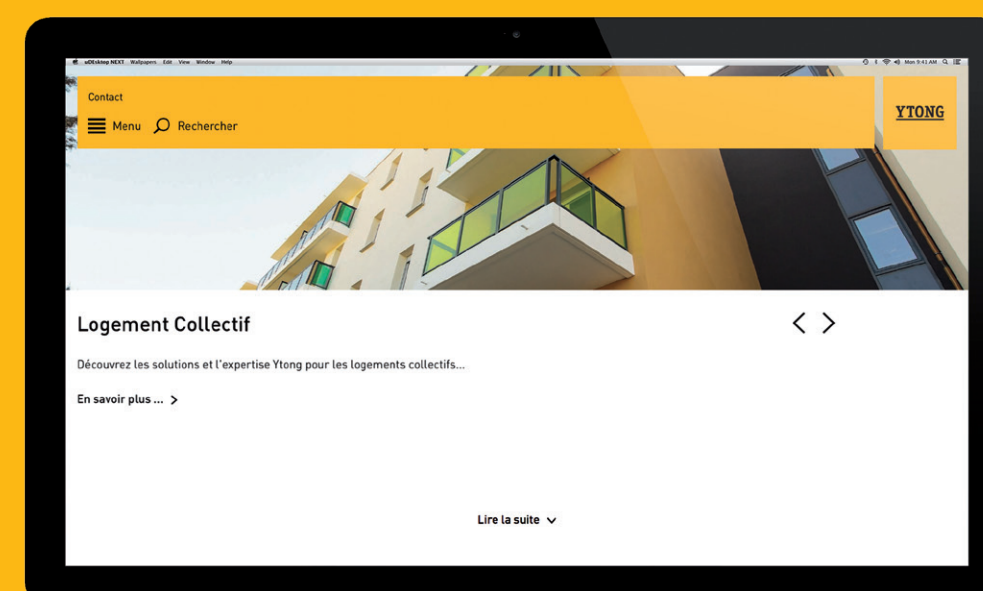 uDEsktop NEXT Wallpapers Edit View Window Help
Mon 9:41 AM
Contact
Menu Rechercher
YTONG
Logement Collectif
Découvrez les solutions et l'expertise Ytong pour les logements collectifs...
En savoir plus ...
Lire la suite